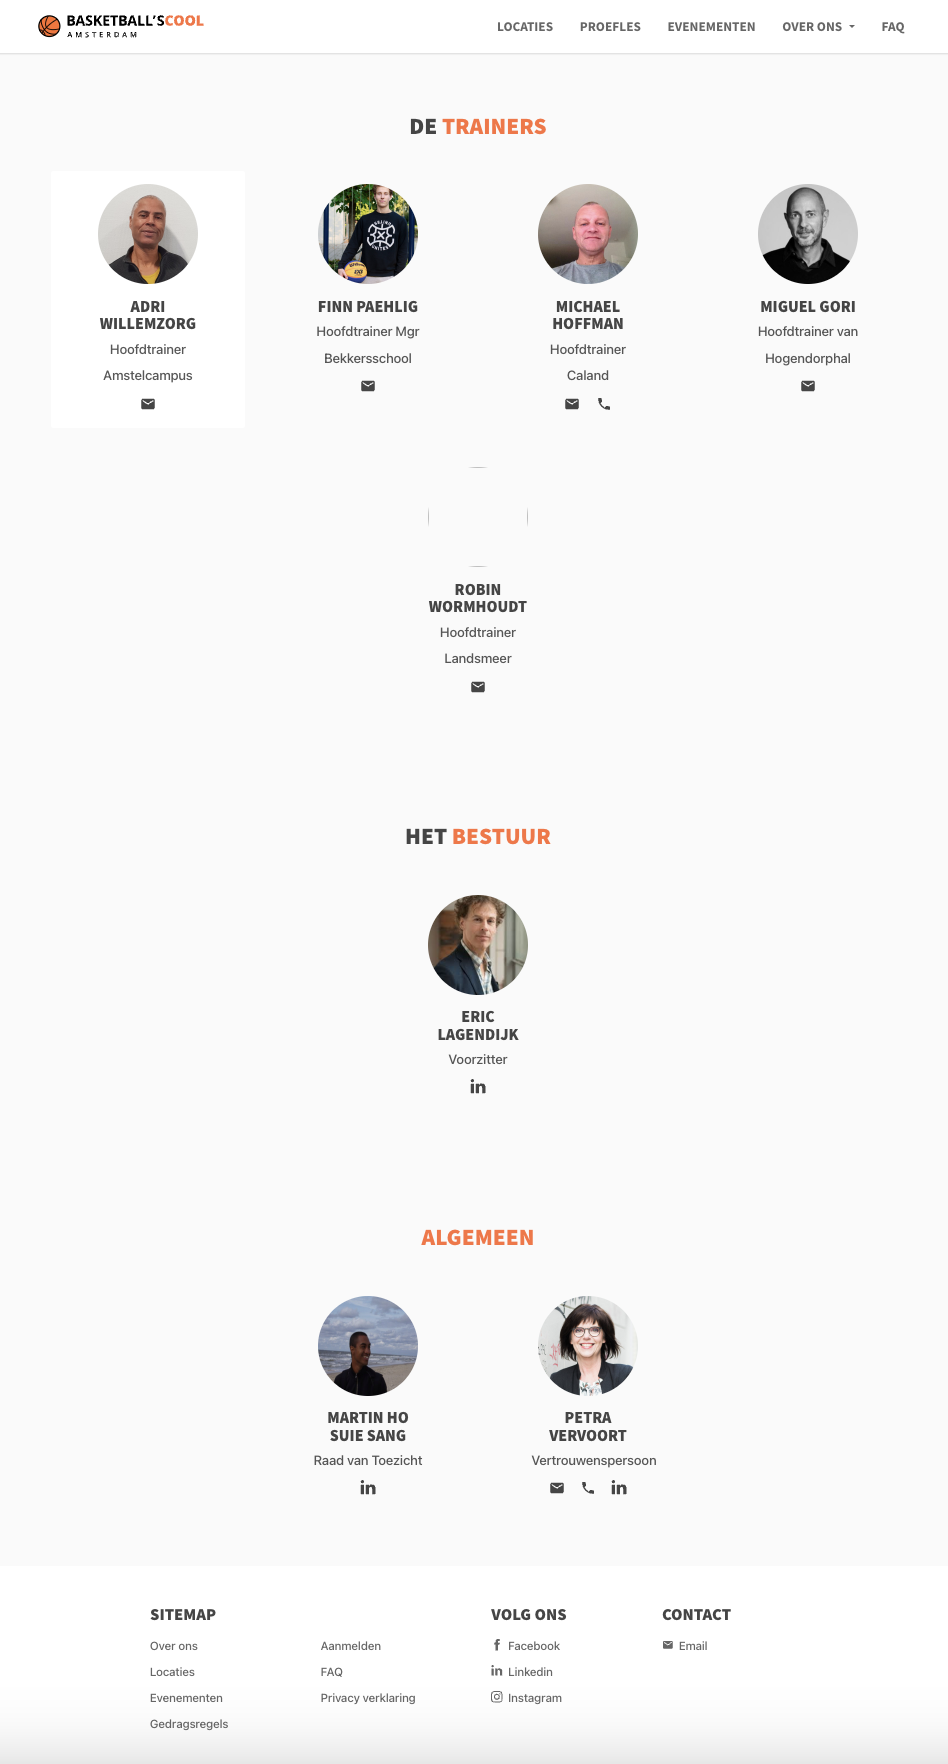 BASKETBALL'SCOOL
AMSTERDAM
LOCATIES
PROEFLES
EVENEMENTEN
OVER ONS
FAQ
DE TRAINERS
ADRI
WILLEMZORG
Hoofdtrainer
Amstelcampus
FINN PAEHLIG
Hoofdtrainer Mgr
Bekkersschool
MICHAEL
HOFFMAN
Hoofdtrainer
Caland
MIGUEL GORI
Hoofdtrainer van
Hogendorphal
ROBIN
WORMHOUDT
Hoofdtrainer
Landsmeer
HET BESTUUR
ERIC
LAGENDIJK
Voorzitter
ALGEMEEN
MARTIN HO
SUIE SANG
Raad van Toezicht
PETRA
VERVOORT
Vertrouwenspersoon
SITEMAP
Over ons
Locaties
Evenementen
Gedragsregels
Aanmelden
FAQ
Privacy verklaring
VOLG ONS
Facebook
Linkedin
Instagram
CONTACT
Email